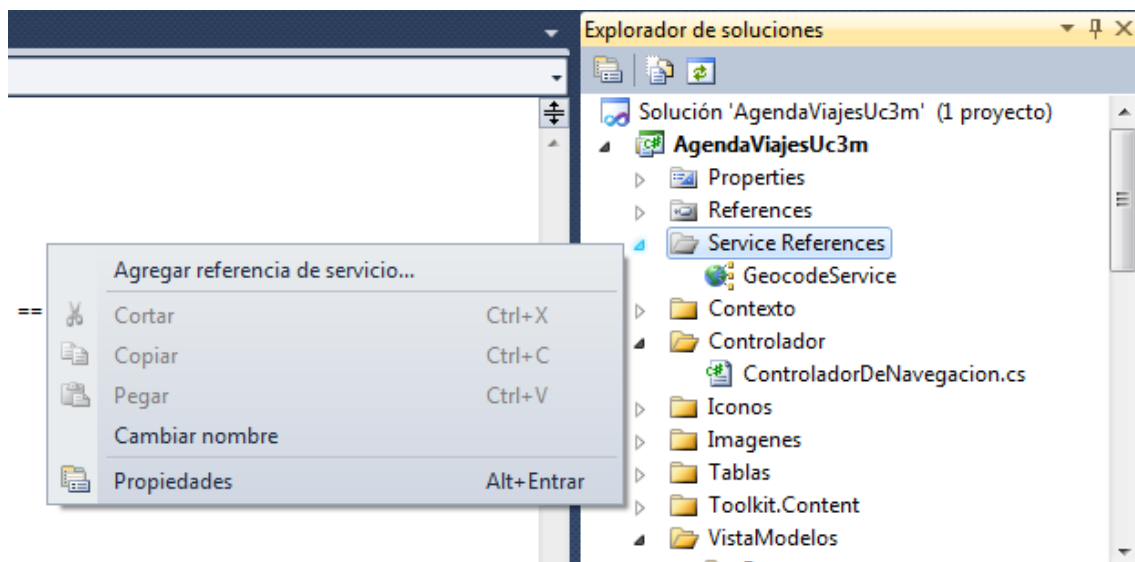 Explorador de soluciones
Solución 'AgendaViajesUc3m' (1 proyecto)
AgendaViajesUc3m
Properties
References
Service References
GeocodeService
Contexto
Controlador
ControladorDeNavegacion.cs
Iconos
Imagenes
Tablas
Toolkit.Content
VistaModelos
==
Agregar referencia de servicio...
Cortar Ctrl+X
Copiar Ctrl+C
Pegar Ctrl+V
Cambiar nombre
Propiedades Alt+Entrar